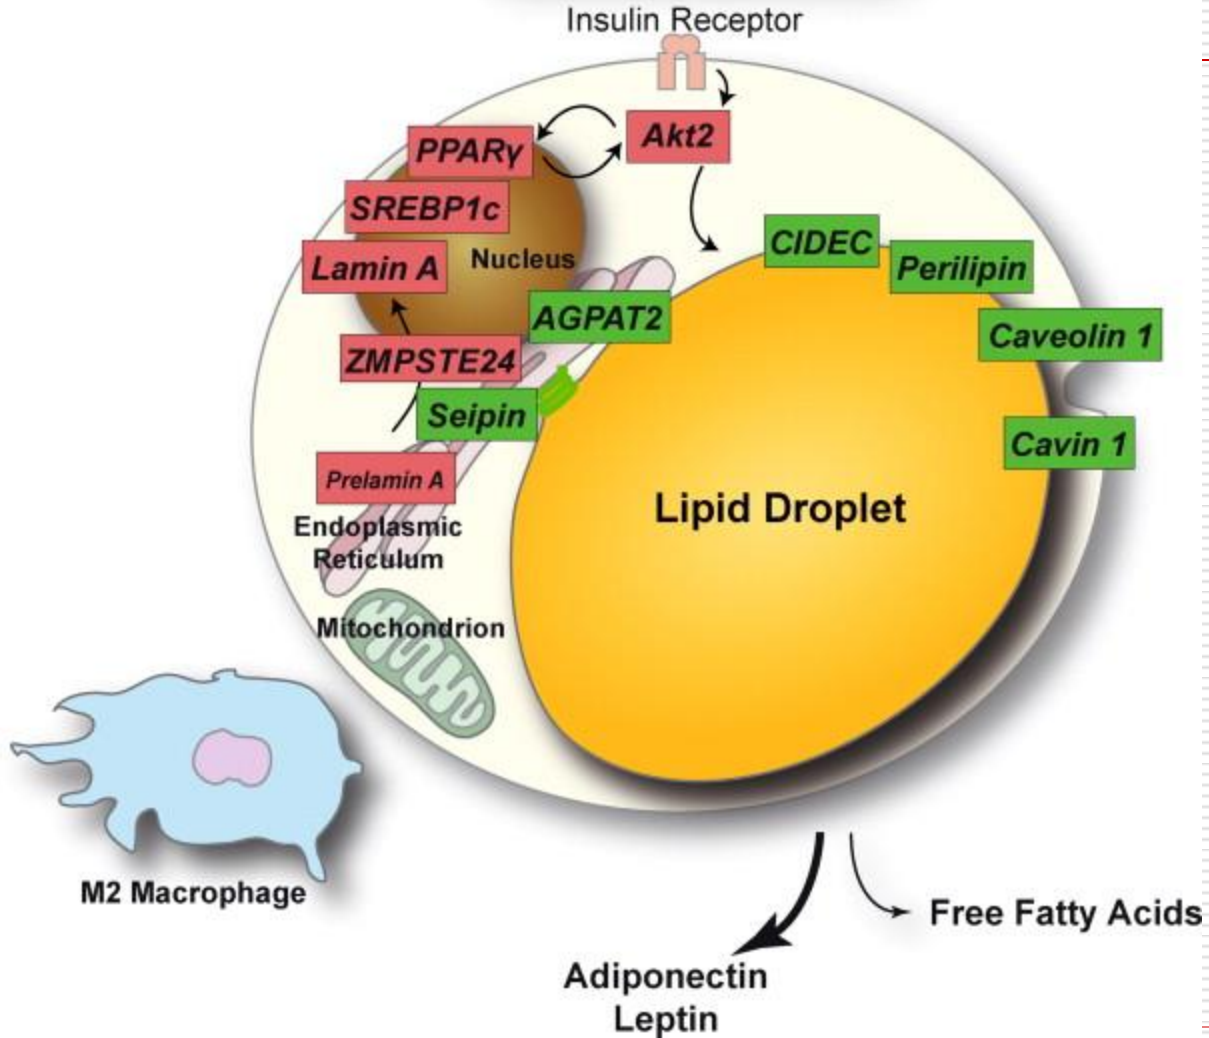 Insulin Receptor
Akt2
PPARγ
SREBP1c
Lamin A
Nucleus
CIDEC
Perilipin
AGPAT2
Caveolin 1
ZMPSTE24
Seipin
Cavin 1
Prelamin A
Lipid Droplet
Endoplasmic
Reticulum
Mitochondrion
M2 Macrophage
Free Fatty Acids
Adiponectin
Leptin